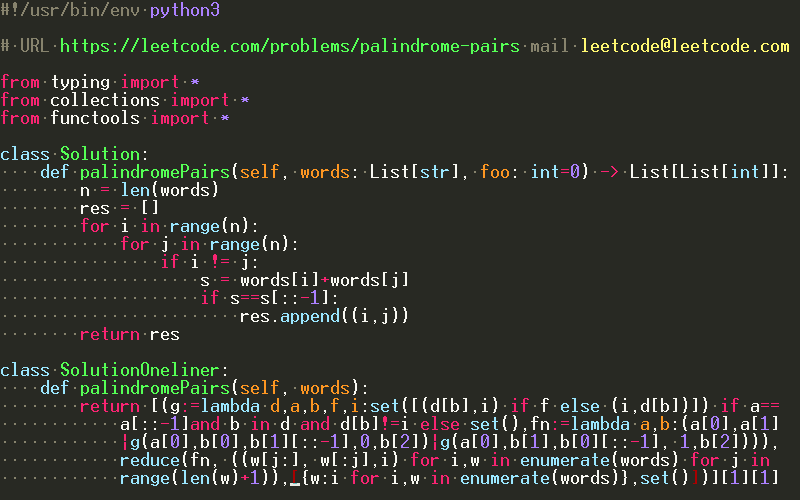 #!/usr/bin/env python3
# URL https://leetcode.com/problems/palindrome-pairs mail leetcode@leetcode.com
from typing import *
from collections import *
from functools import *
class Solution:
    def palindromePairs(self, words: List[str], foo: int=0) -> List[List[int]]:
        n = len(words)
        res = []
        for i in range(n):
            for j in range(n):
                if i != j:
                    s = words[i]+words[j]
                    if s==s[::-1]:
                        res.append((i,j))
        return res
class SolutionOneliner:
    def palindromePairs(self, words):
        return [(g:=lambda d,a,b,f,i:set([(d[b],i) if f else (i,d[b])]) if a==
            a[::-1]and b in d and d[b]!=i else set(),fn:=lambda a,b:(a[0],a[1]
            |g(a[0],b[0],b[1][::-1],0,b[2])|g(a[0],b[1],b[0][::-1], 1,b[2]))),
            reduce(fn, ((w[j:], w[:j],i) for i,w in enumerate(words) for j in
            range(len(w)+1)),[{w:i for i,w in enumerate(words)},set()])][1][1]